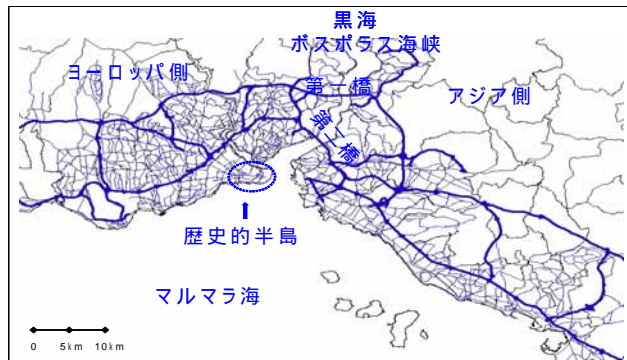 黒海
ボスポラス海峡
ヨーロッパ側
第一橋
アジア側
第二橋
歴史的半島
マルマラ海
0 5km 10km